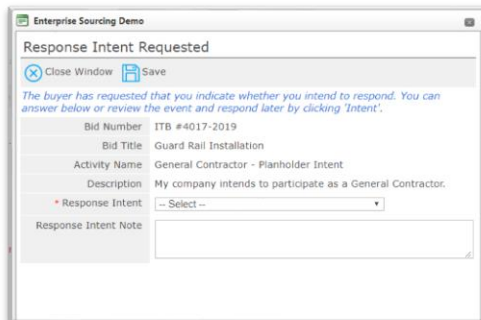 Enterprise Sourcing Demo
Response Intent Requested
Close Window Save
The buyer has requested that you indicate whether you intend to respond. You can
answer below or review the event and respond later by clicking 'Intent'.
Bid Number ITB #4017-2019
Bid Title Guard Rail Installation
Activity Name General Contractor - Planholder Intent
Description My company intends to participate as a General Contractor.
* Response Intent -- Select --
Response Intent Note